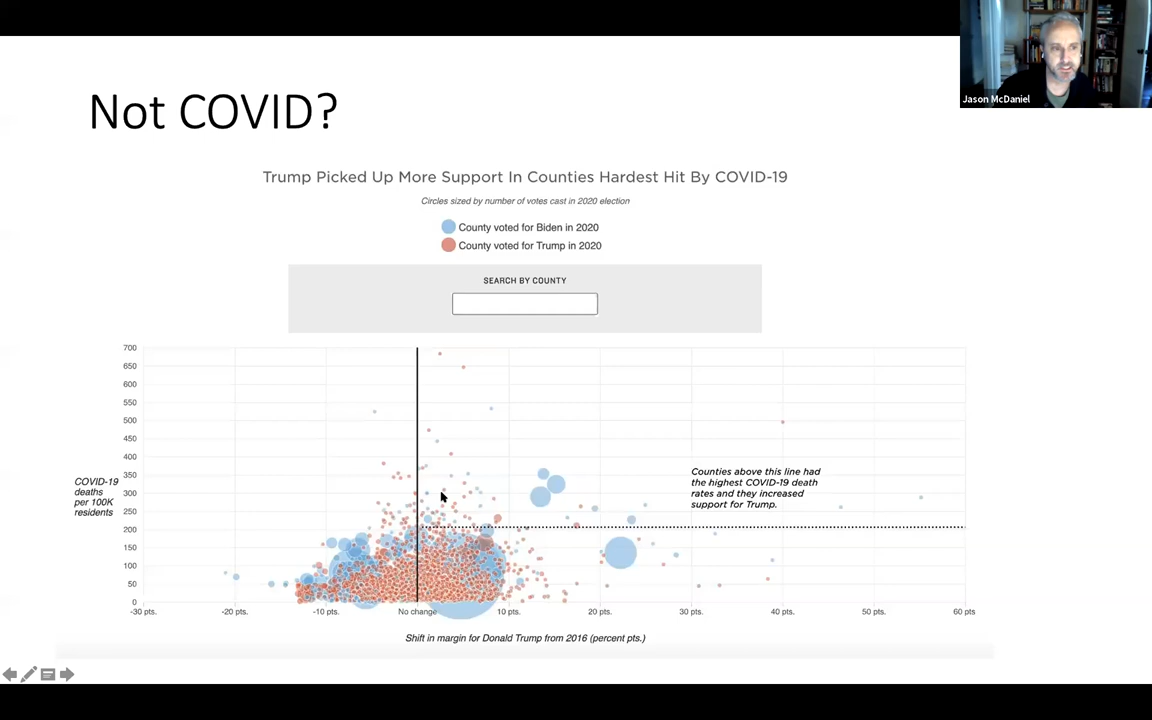 Jason McDaniel
Not COVID?
Trump Picked Up More Support In Counties Hardest Hit By COVID-19
Circles sized by number of votes cast in 2020 election
County voted for Biden in 2020
County voted for Trump in 2020
SEARCH BY COUNTY
700
650
600
550
500
450
400
350
300
250
200
150
100
50
0
COVID-19
deaths
per 100K
residents
Counties above this line had
the highest COVID-19 death
rates and they increased
support for Trump.
-30 pts. -20 pts. -10 pts. No change 10 pts. 20 pts. 30 pts. 40 pts. 50 pts. 60 pts
Shift in margin for Donald Trump from 2016 (percent pts.)